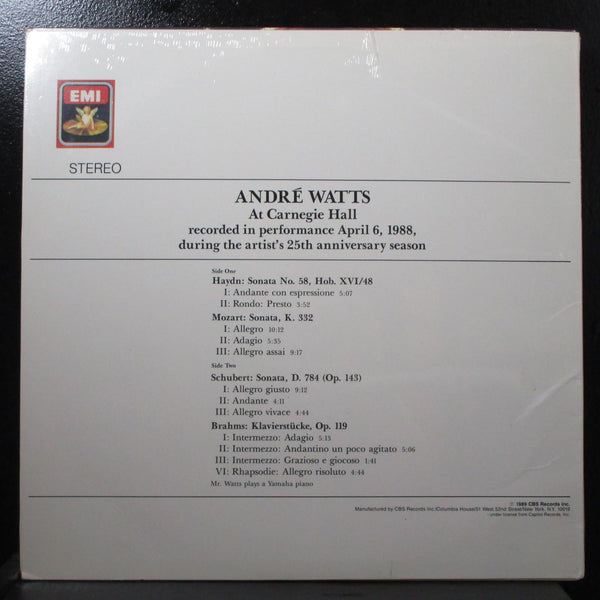 EMI
STEREO
ANDRÉ WATTS
At Carnegie Hall
recorded in performance April 6, 1988,
during the artist's 25th anniversary season
Side One
Haydn: Sonata No. 58, Hob. XVI/48
I: Andante con espressione 5:07
II: Rondo: Presto 3:52
Mozart: Sonata, K. 332
I: Allegro 10:12
II: Adagio 5:35
III: Allegro assai 9:17
Side Two
Schubert: Sonata, D. 784 (Op. 143)
I: Allegro giusto 9:12
II: Andante 4:11
III: Allegro vivace 4:44
Brahms: Klavierstücke, Op. 119
I: Intermezzo: Adagio 5:13
II: Intermezzo: Andantino un poco agitato 5:06
III: Intermezzo: Grazioso e giocoso 1:41
VI: Rhapsodie: Allegro risoluto 4:44
Mr. Watts plays a Yamaha piano
℗ 1989 CBS Records Inc.
Manufactured by CBS Records Inc./Columbia House/51 West 52nd Street/New York, N.Y. 10019
under license from Capitol Records, Inc.